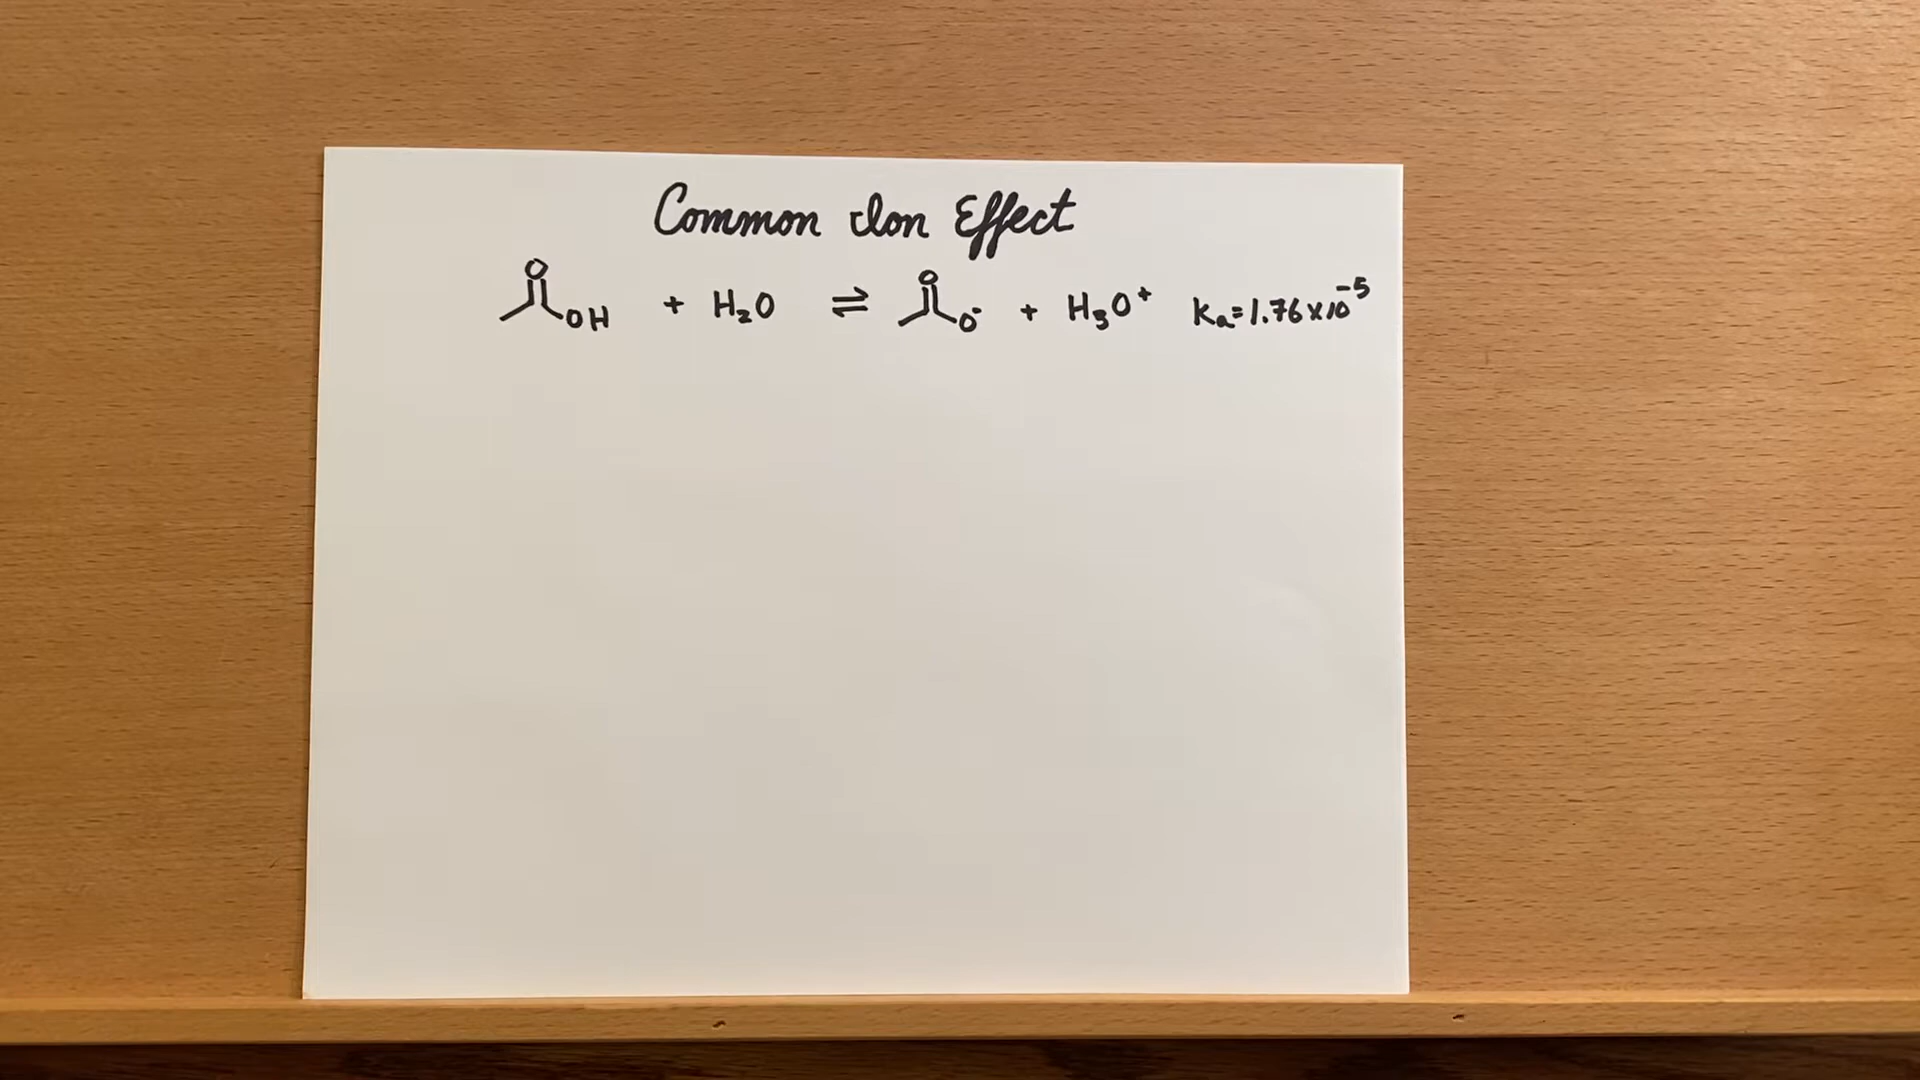 Common Ion Effect
O OH + H₂O ⇌ O O⁻ + H₃O⁺ Ka=1.76x10⁻⁵